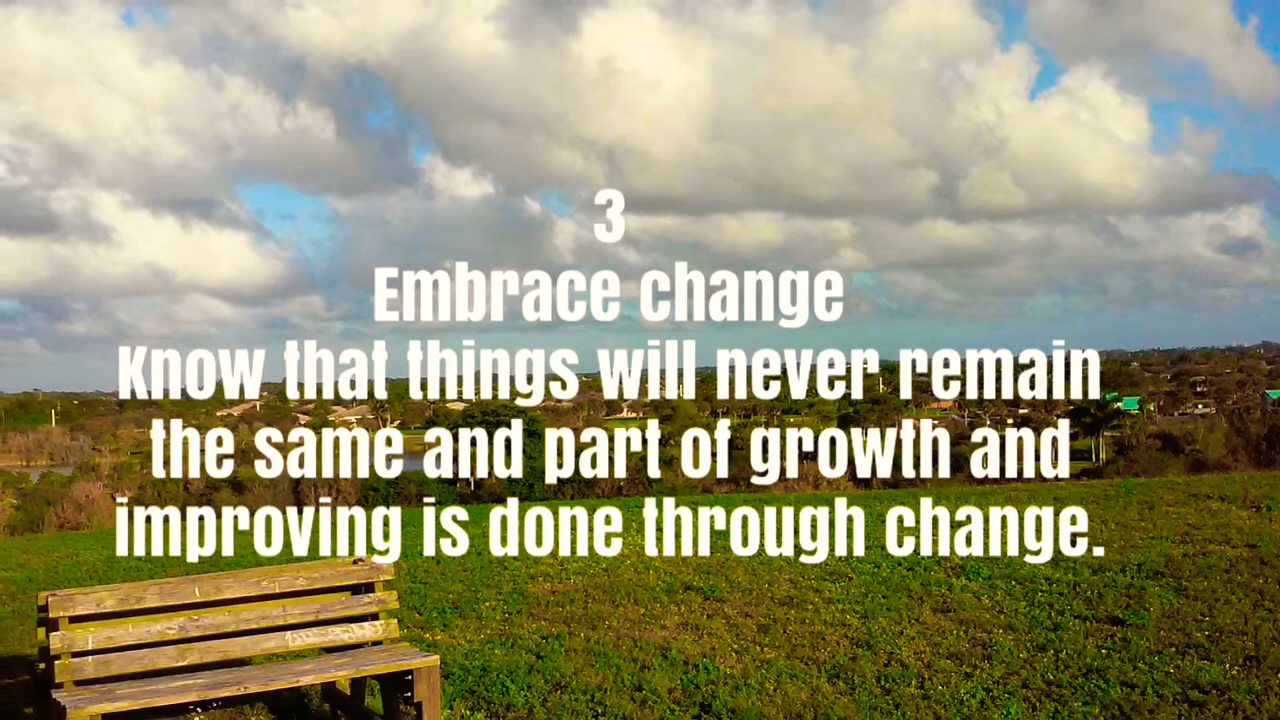 3
Embrace change
Know that things will never remain
the same and part of growth and
improving is done through change.